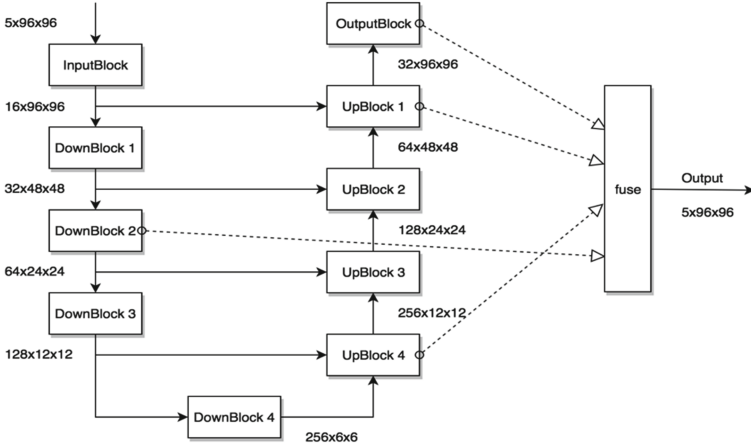 5x96x96
OutputBlock
InputBlock
32x96x96
16x96x96
UpBlock 1
DownBlock 1
64x48x48
Output
32x48x48
UpBlock 2
fuse
5x96x96
DownBlock 2
128x24x24
64x24x24
UpBlock 3
DownBlock 3
256x12x12
128x12x12
UpBlock 4
DownBlock 4
256x6x6